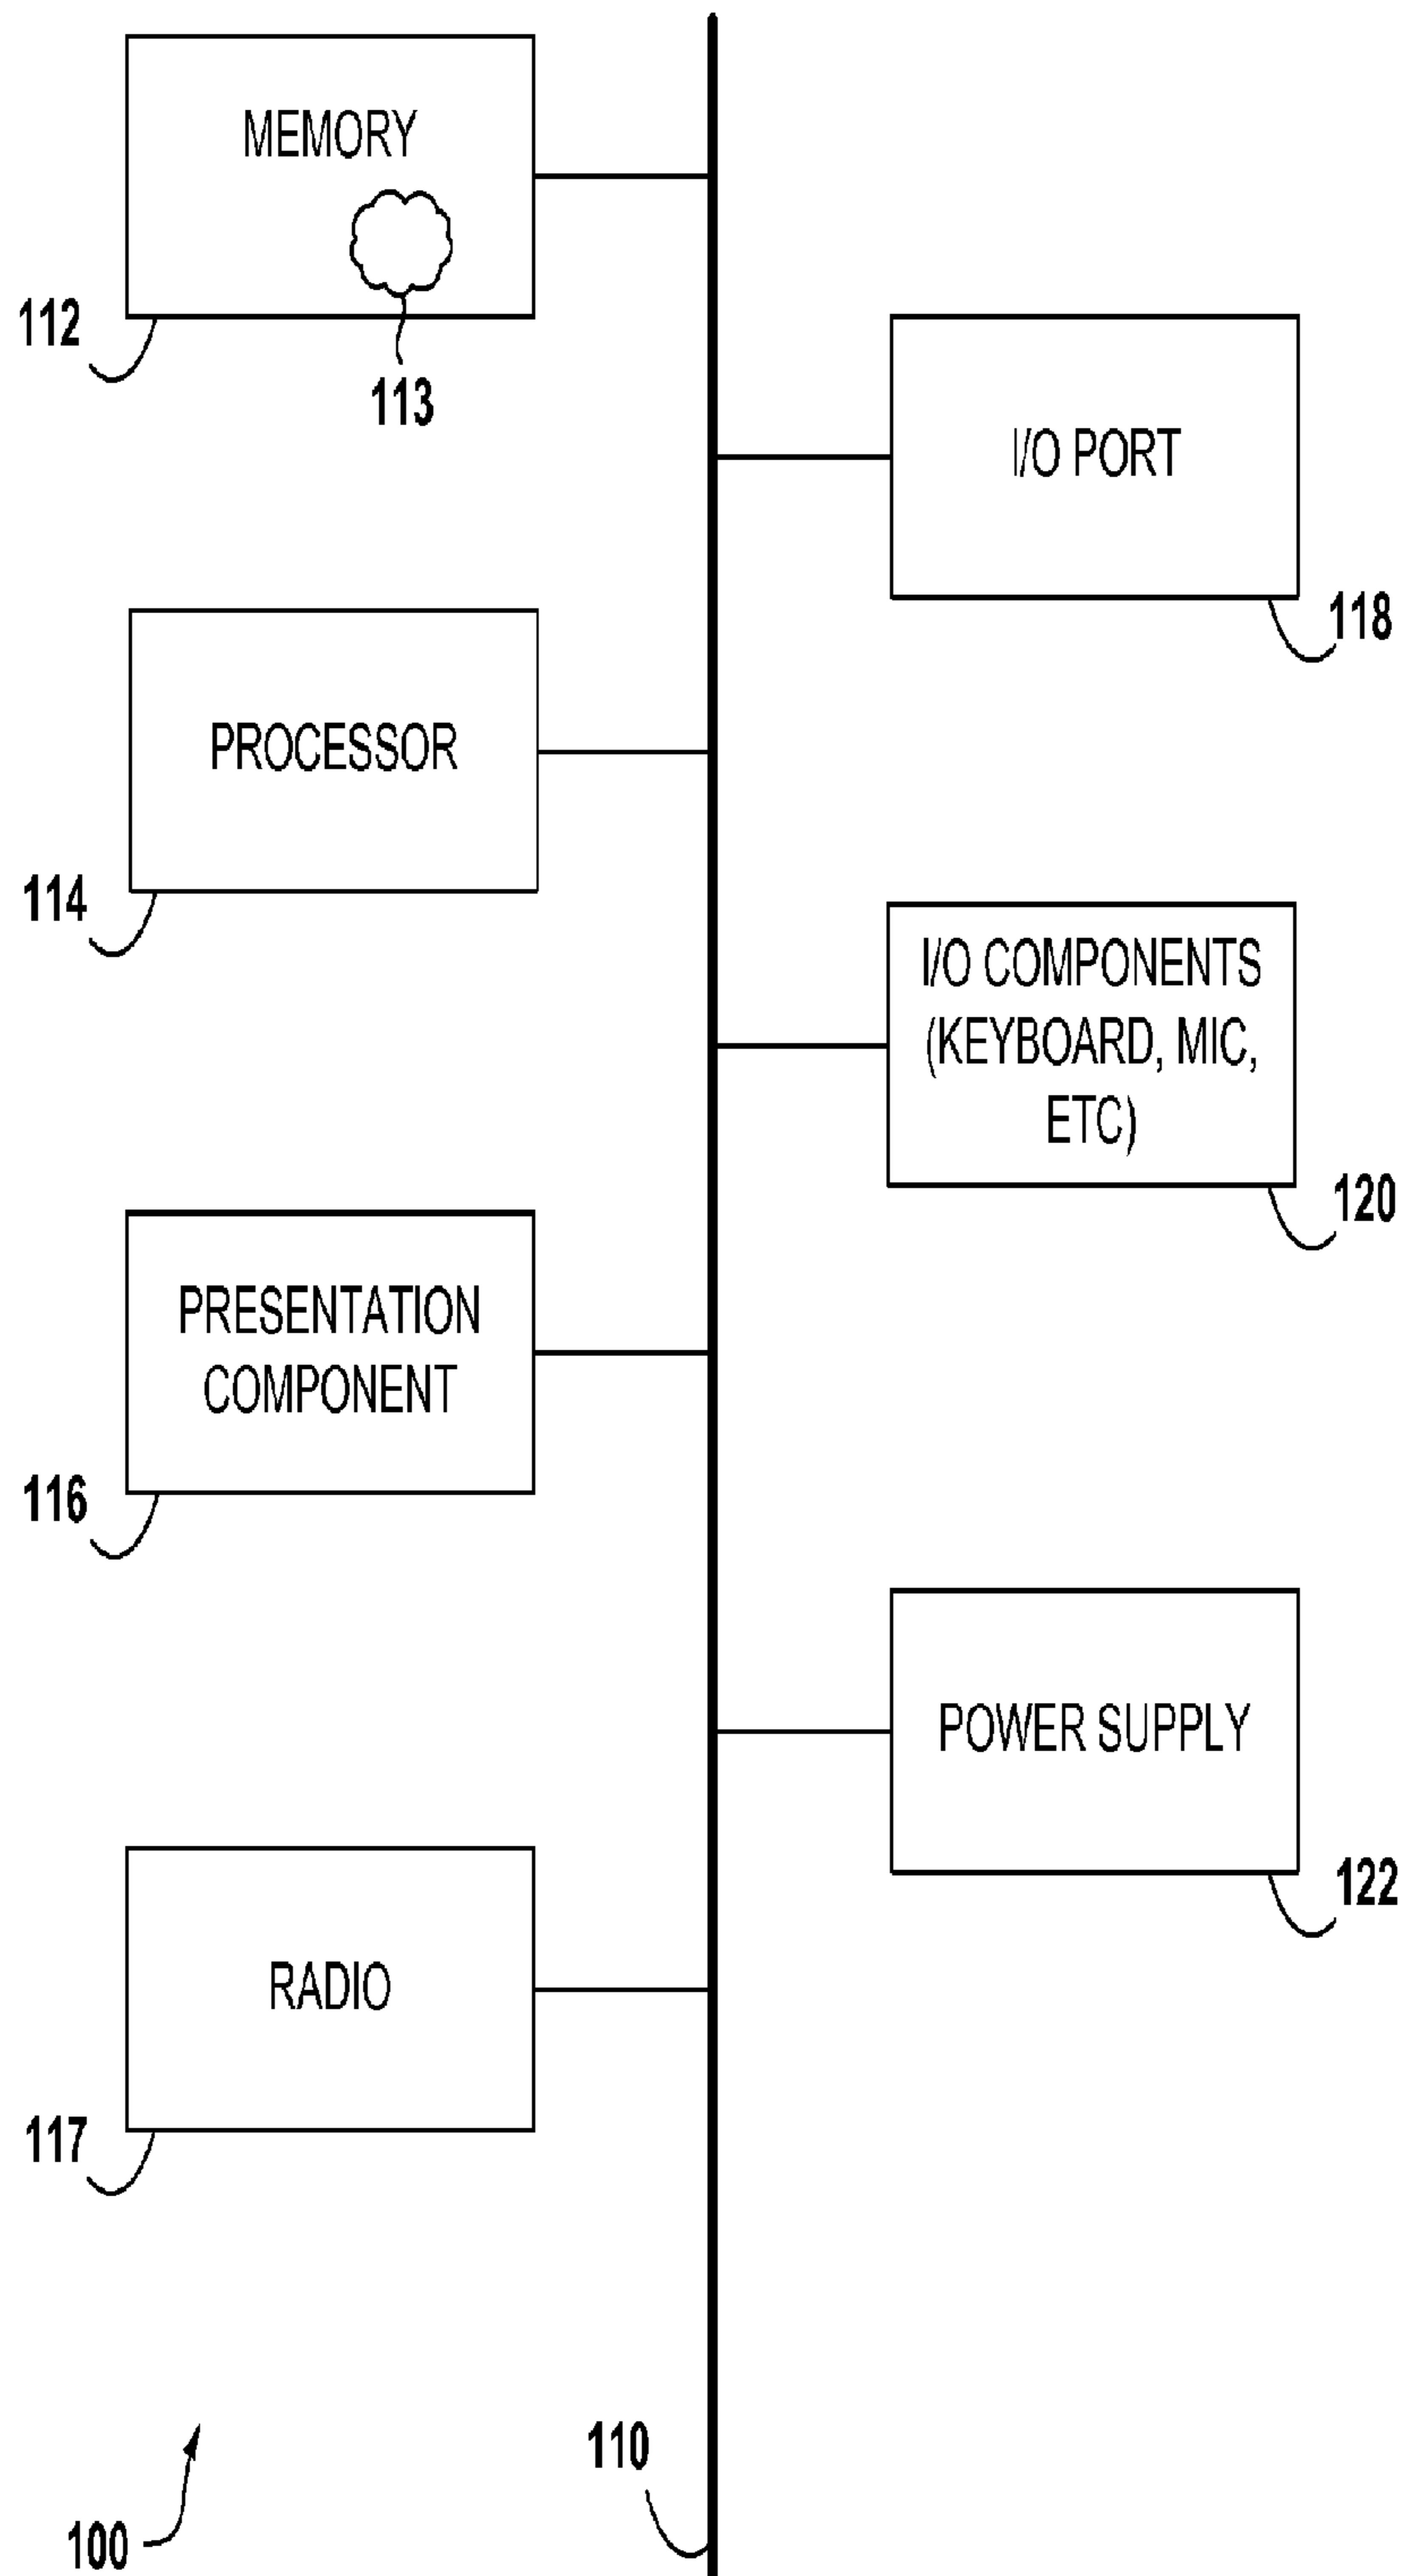 MEMORY
112
113
I/O PORT
118
PROCESSOR
114
I/O COMPONENTS
(KEYBOARD, MIC,
ETC)
120
PRESENTATION
COMPONENT
116
POWER SUPPLY
122
RADIO
117
110
100